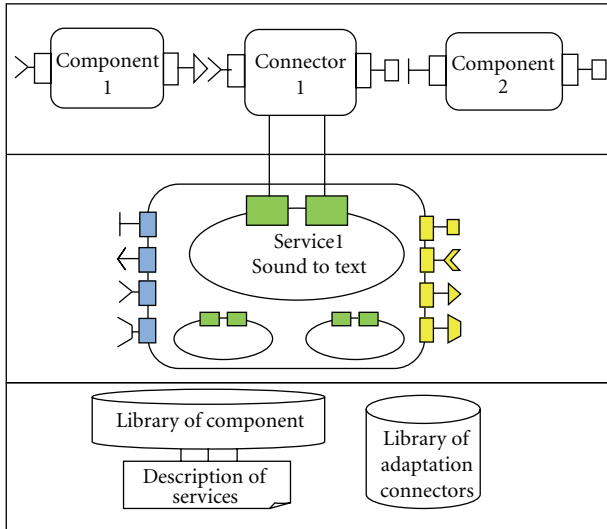 Component
1
Connector
1
Component
2
Service1
Sound to text
Library of component
Description of
services
Library of
adaptation
connectors